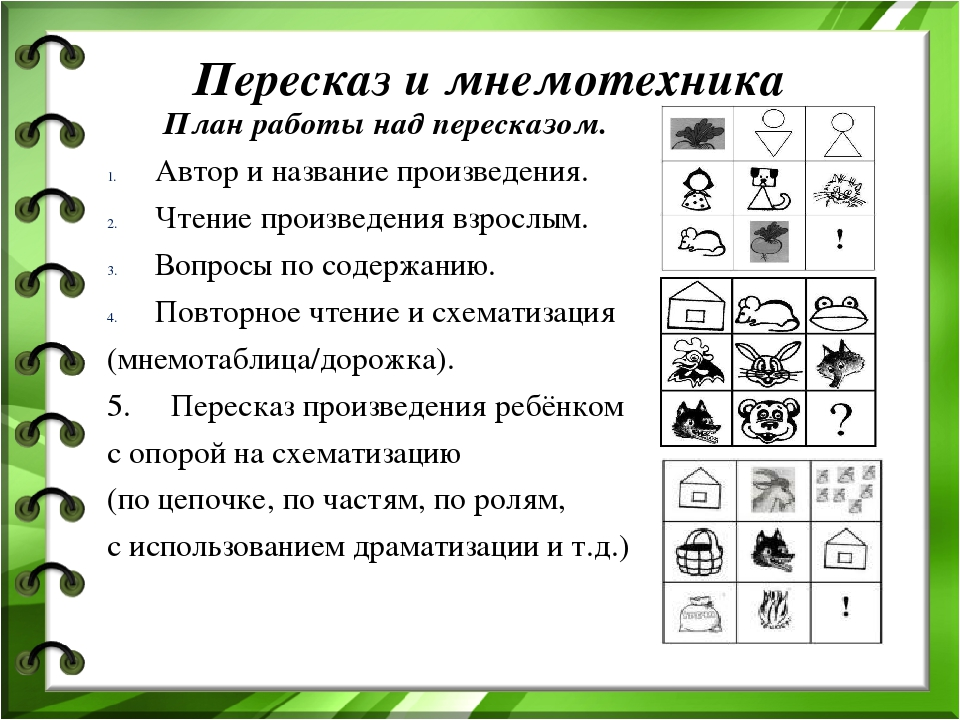 Пересказ и мнемотехника
План работы над пересказом.
1. Автор и название произведения.
2. Чтение произведения взрослым.
3. Вопросы по содержанию.
4. Повторное чтение и схематизация
(мнемотаблица/дорожка).
5. Пересказ произведения ребёнком
с опорой на схематизацию
(по цепочке, по частям, по ролям,
с использованием драматизации и т.д.)
!
?
!